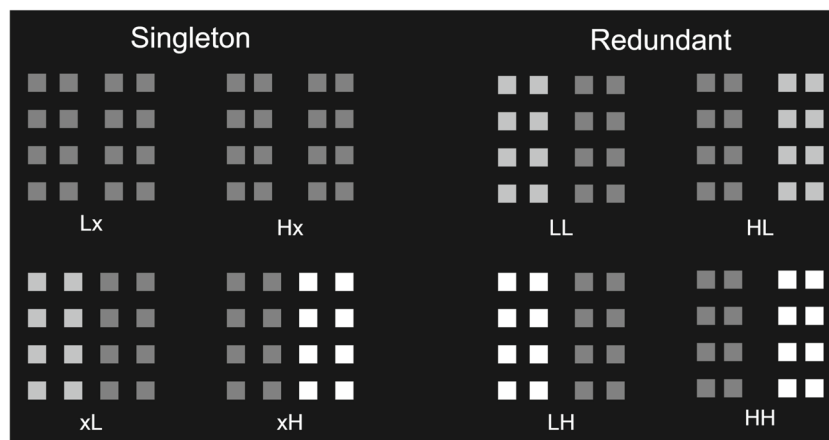 Singleton
Redundant
Lx
Hx
LL
HL
xL
xH
LH
HH